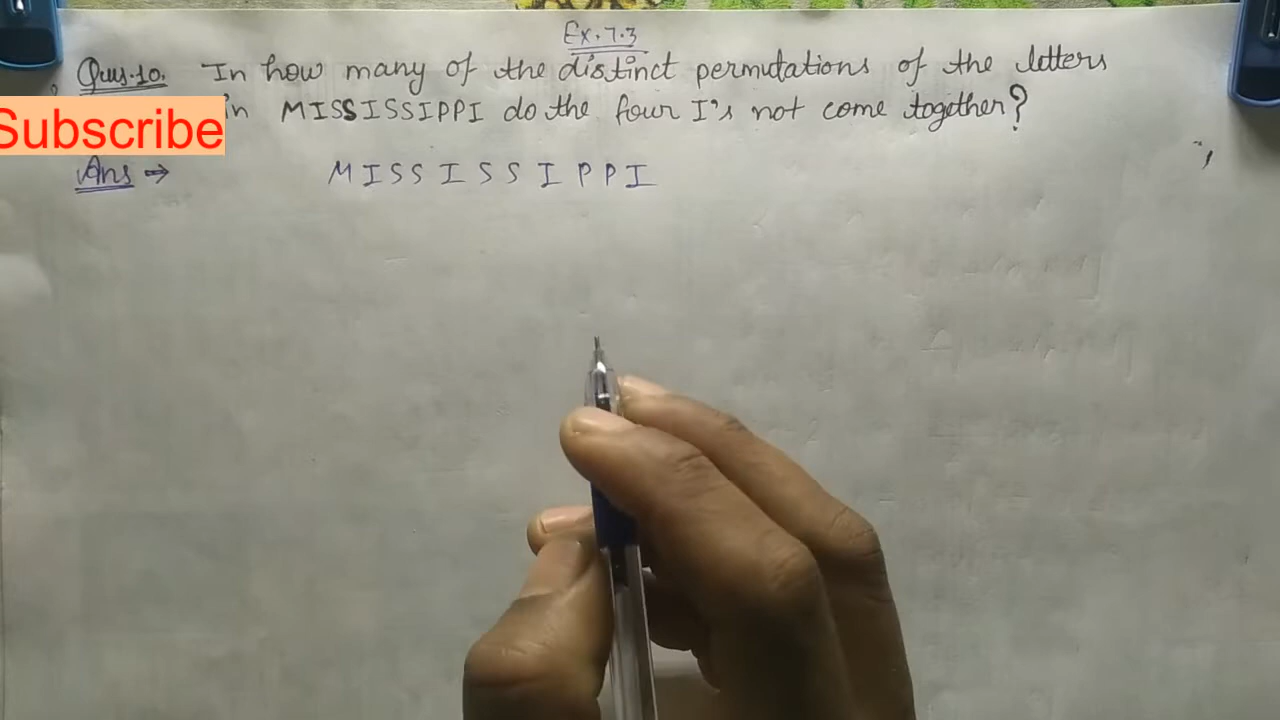 Ex. 7.3
Ques. 10. In how many of the distinct permutations of the letters
in MISSISSIPPI do the four I's not come together?
Subscribe
Ans ⇒ M I S S I S S I P P I